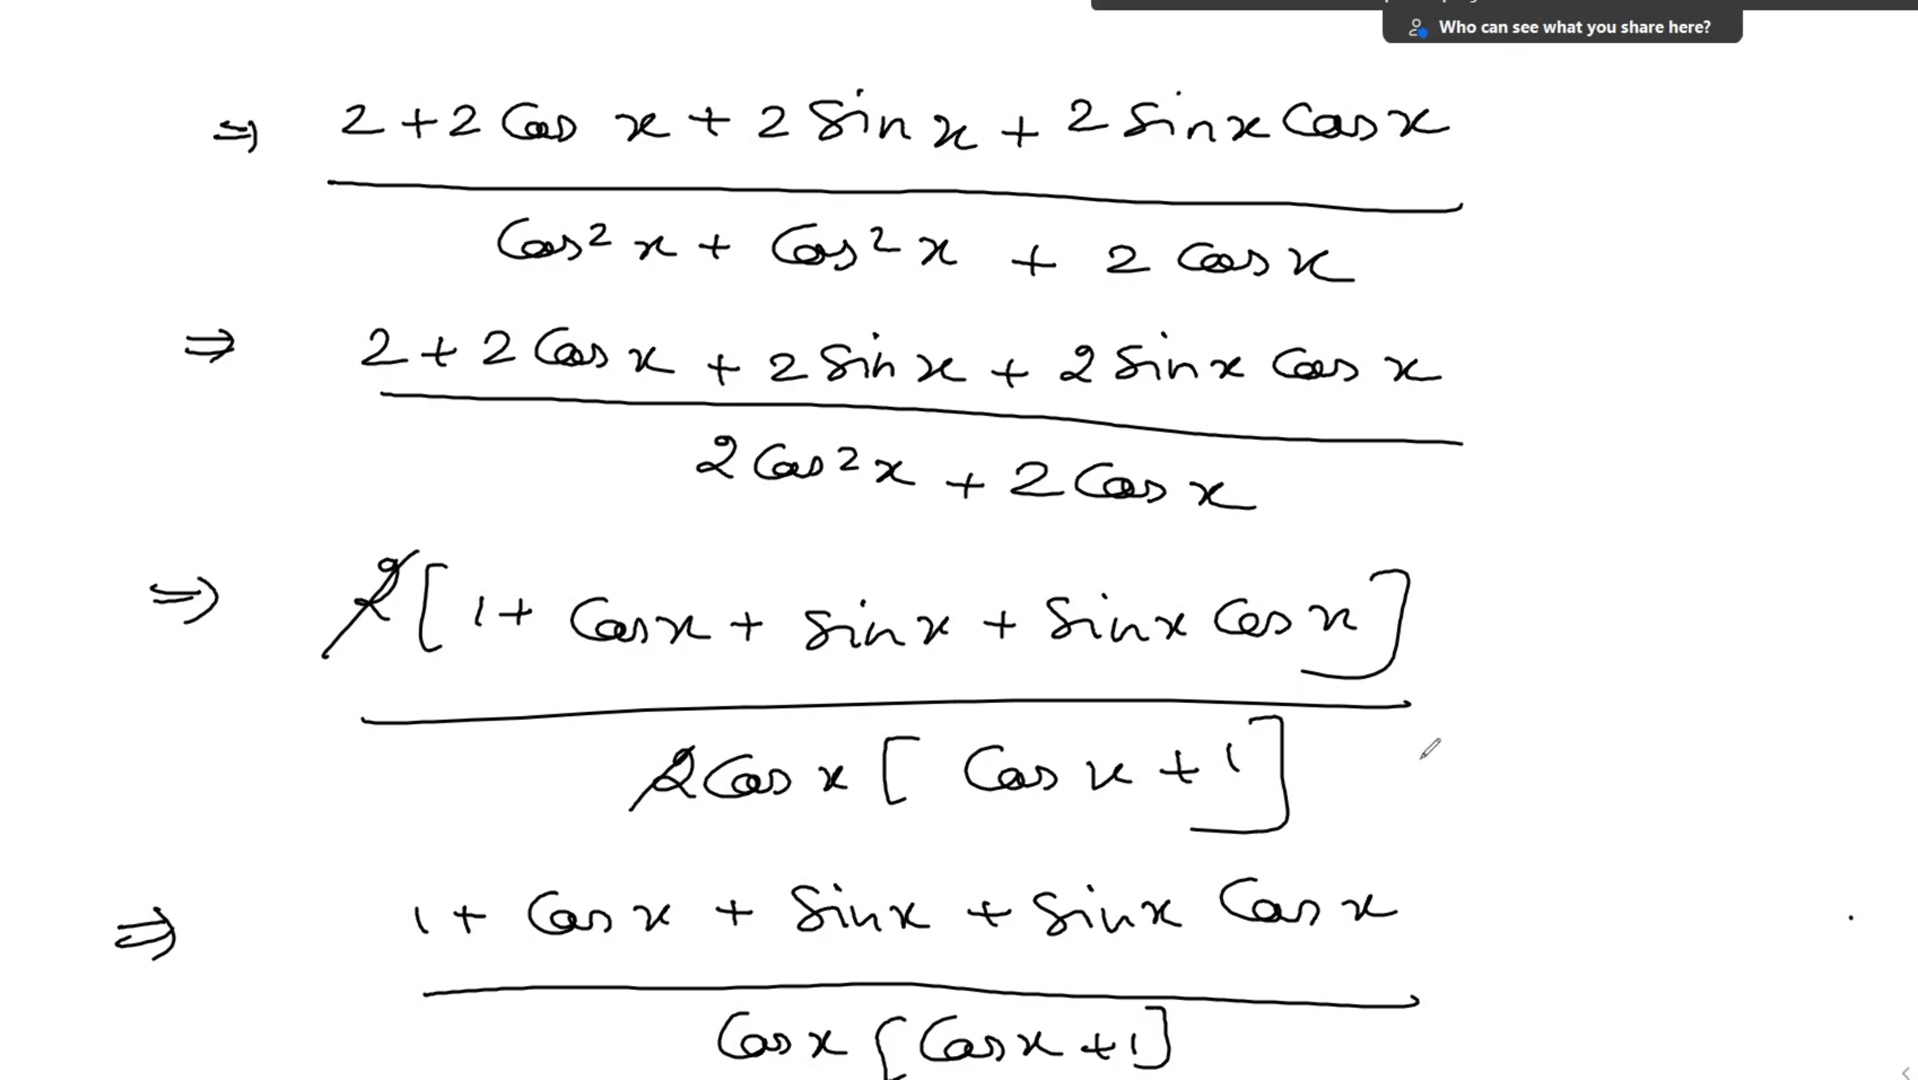 Who can see what you share here?
⇒ 2 + 2 Cos x + 2 Sin x + 2 Sin x Cos x
Cos² x + Cos² x + 2 Cos x
⇒ 2 + 2 Cos x + 2 Sin x + 2 Sin x Cos x
2 Cos² x + 2 Cos x
⇒ 2 [ 1 + Cos x + Sin x + Sin x Cos x ]
2 Cos x [ Cos x + 1 ]
⇒ 1 + Cos x + Sin x + Sin x Cos x
Cos x [ Cos x + 1 ]